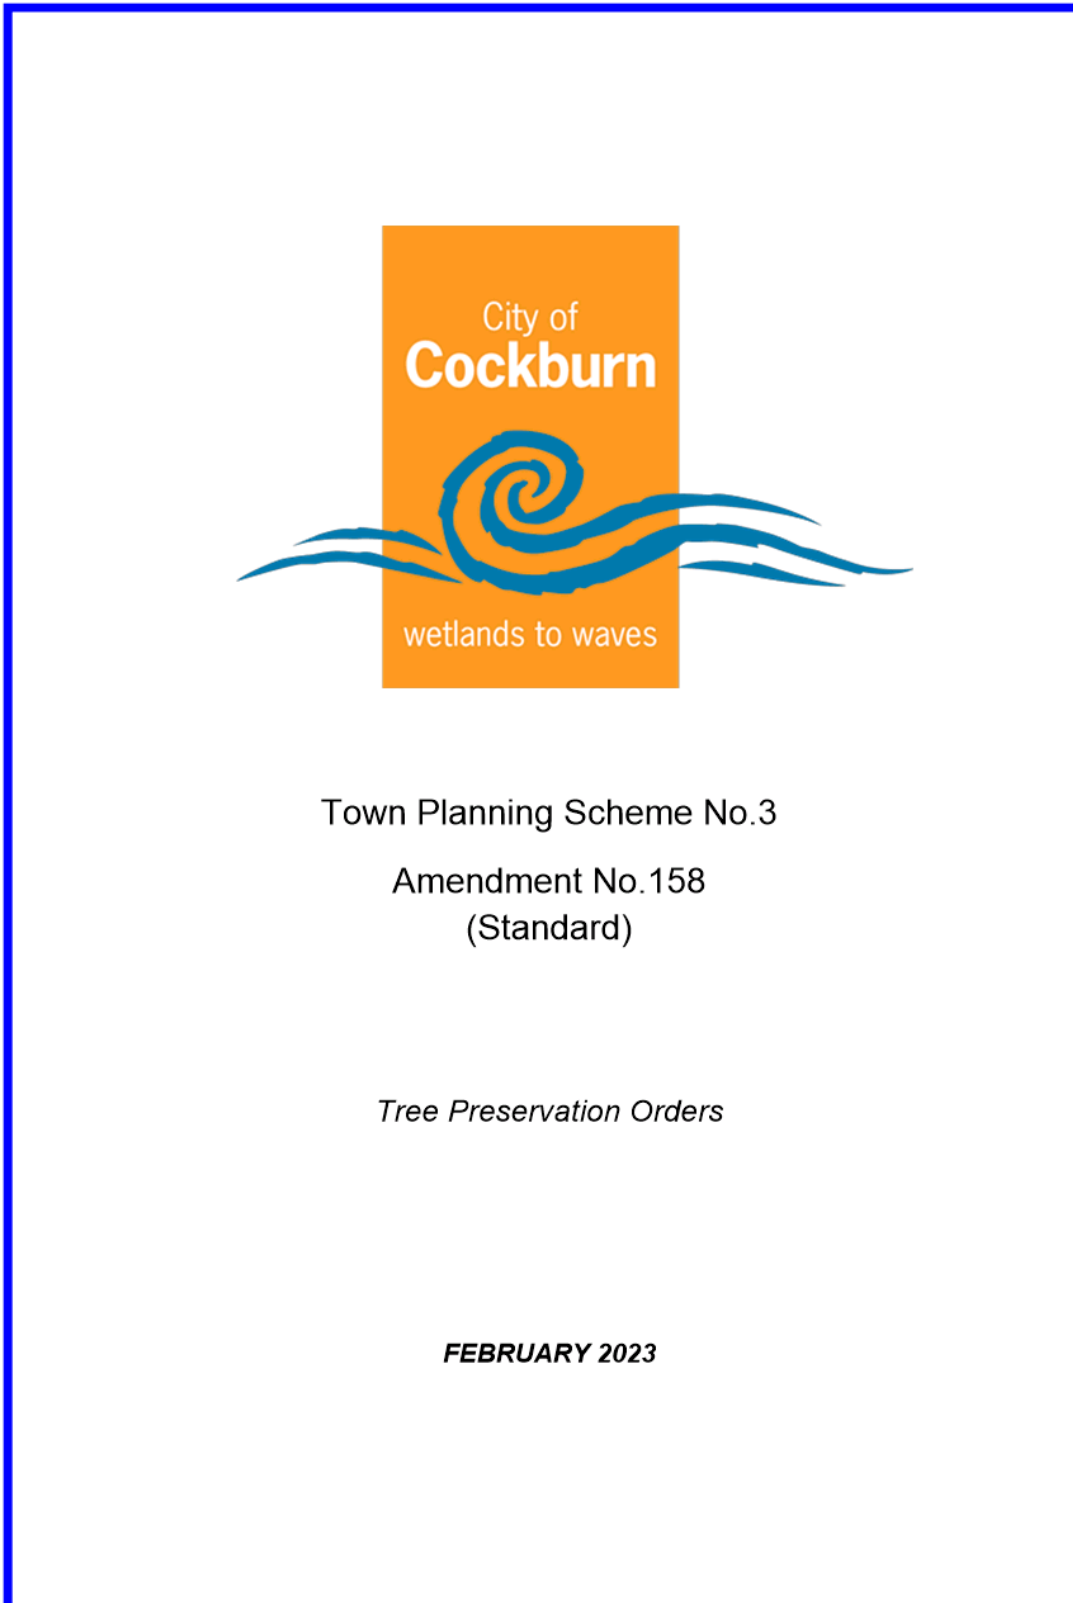 City of
Cockburn
wetlands to waves
Town Planning Scheme No.3
Amendment No.158
(Standard)
Tree Preservation Orders
FEBRUARY 2023